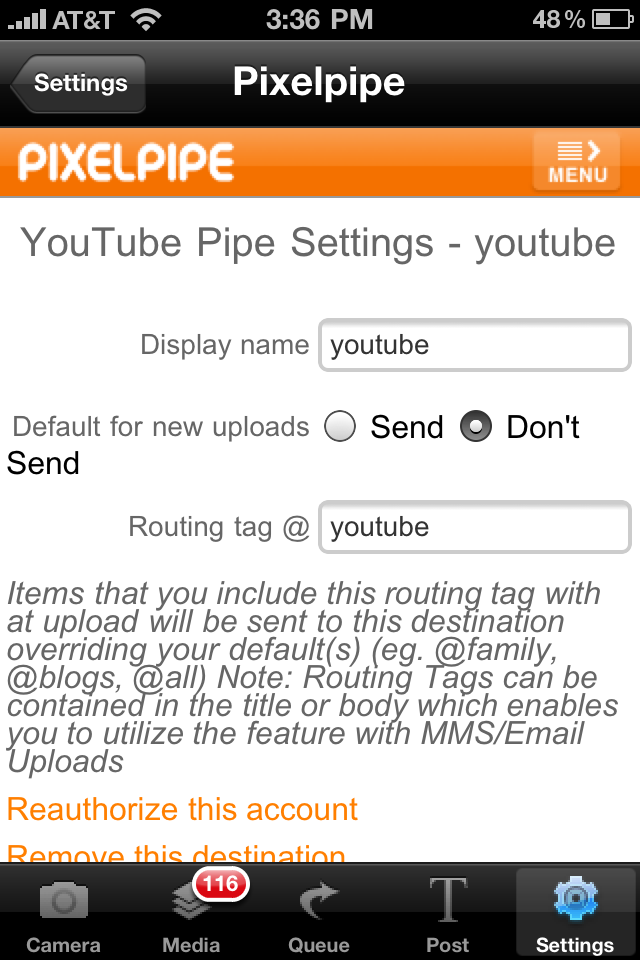 AT&T 3:36 PM 48%
Settings Pixelpipe
PIXELPIPE MENU
YouTube Pipe Settings - youtube
Display name youtube
Default for new uploads Send Don't
Send
Routing tag @ youtube
Items that you include this routing tag with
at upload will be sent to this destination
overriding your default(s) (eg. @family,
@blogs, @all) Note: Routing Tags can be
contained in the title or body which enables
you to utilize the feature with MMS/Email
Uploads
Reauthorize this account
Remove this destination
116
Camera Media Queue Post Settings